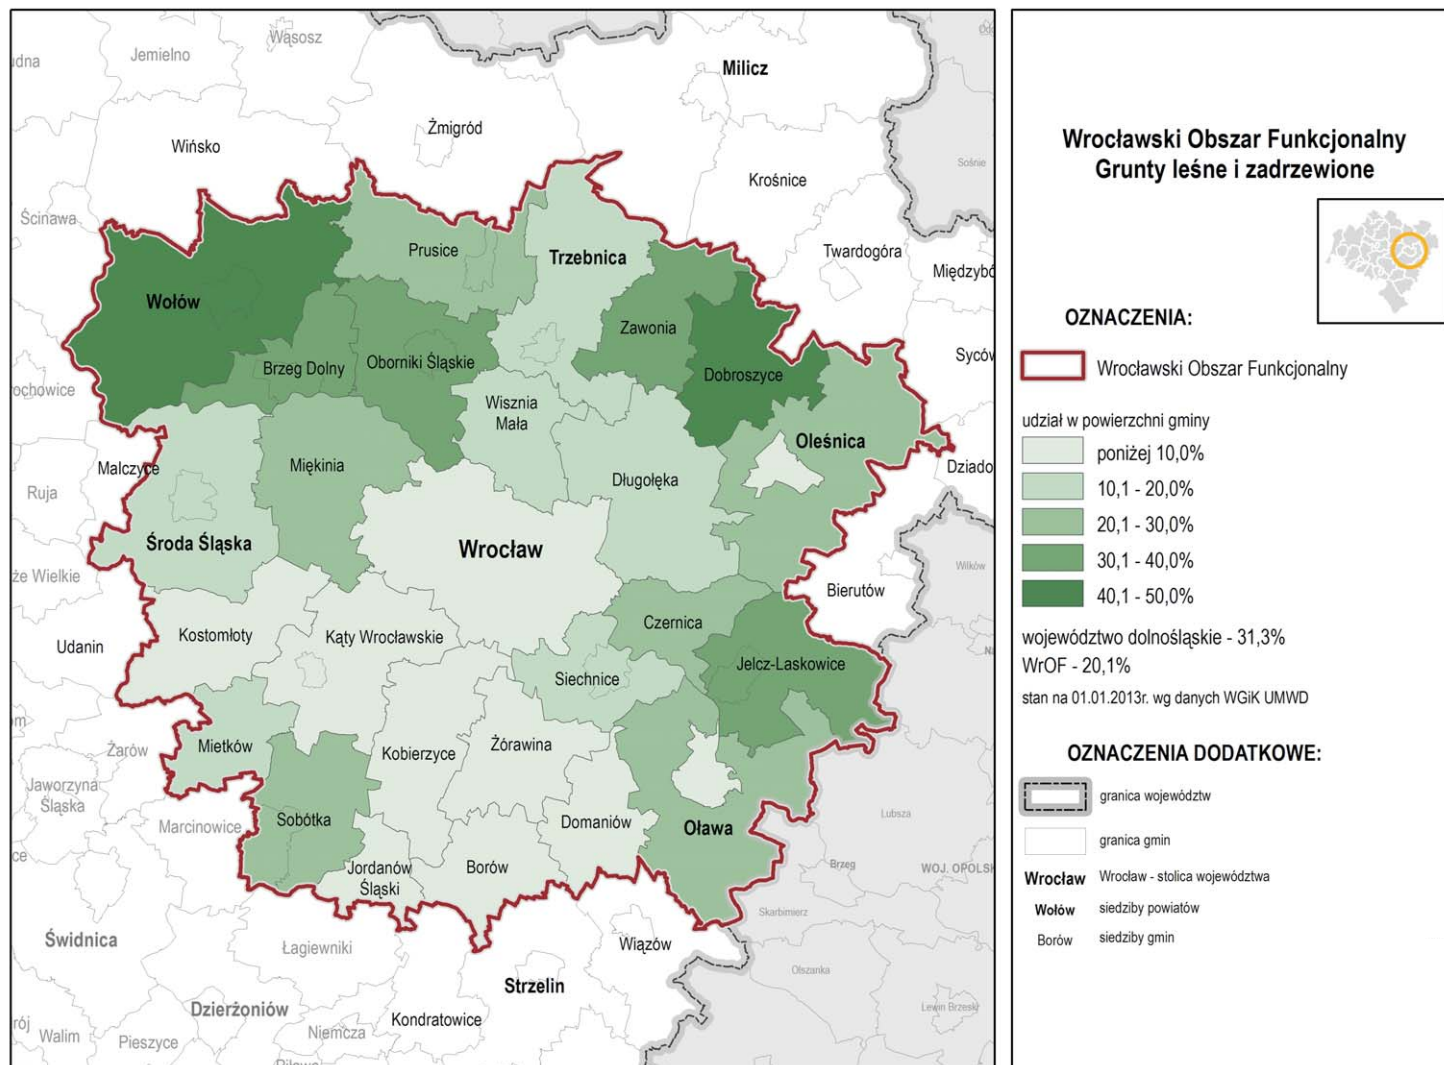 Wąsosz
Jemielno
Milicz
Żmigród
Wińsko
Krośnice
Sośnie
Ścinawa
Twardogóra
Prusice
Trzebnica
Wołów
Zawonia
Syców
Brzeg Dolny
Oborniki Śląskie
Dobroszyce
Wisznia
Mała
Oleśnica
Malczyce
Miękinia
Długołęka
Dziado
Ruja
Środa Śląska
Wrocław
Wilków
że Wielkie
Bierutów
Kostomłoty
Kąty Wrocławskie
Czernica
Udanin
Siechnice
Jelcz-Laskowice
Mietków
Żarów
Kobierzyce
Żórawina
Jaworzyna
Śląska
Marcinowice
Sobótka
Domaniów
Oława
Lubsza
Jordanów
Śląski
Borów
Brzeg
WOJ. OPOLSK
Skarbimierz
Świdnica
Łagiewniki
Wiązów
Olszanka
Strzelin
Dzierżoniów
Kondratowice
Niemcza
Walim
Pieszyce
Lewin Brzeski
Wrocławski Obszar Funkcjonalny
Grunty leśne i zadrzewione
OZNACZENIA:
Wrocławski Obszar Funkcjonalny
udział w powierzchni gminy
poniżej 10,0%
10,1 - 20,0%
20,1 - 30,0%
30,1 - 40,0%
40,1 - 50,0%
województwo dolnośląskie - 31,3%
WrOF - 20,1%
stan na 01.01.2013r. wg danych WGiK UMWD
OZNACZENIA DODATKOWE:
granica województw
granica gmin
Wrocław Wrocław - stolica województwa
Wołów siedziby powiatów
Borów siedziby gmin